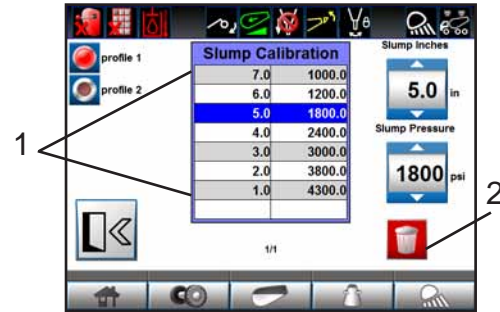 profile 1
profile 2
Slump Calibration
7.0 1000.0
6.0 1200.0
5.0 1800.0
4.0 2400.0
3.0 3000.0
2.0 3800.0
1.0 4300.0
1/1
Slump Inches
5.0 in
Slump Pressure
1800 psi
1
2